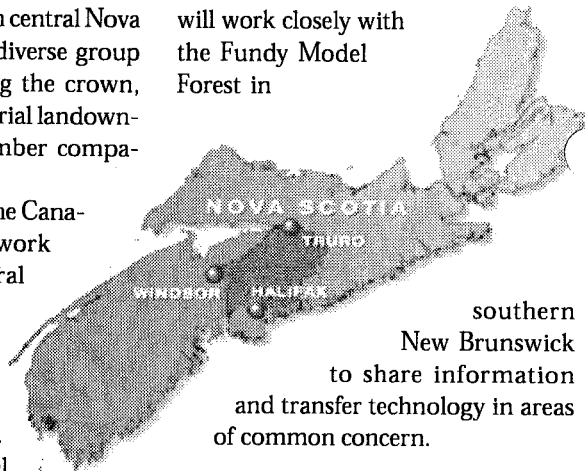 n central Nova
diverse group
g the crown,
rial landown-
mber compa-
ne Cana-
work
ral
will work closely with
the Fundy Model
Forest in
NOVA SCOTIA
TRURO
WINDSOR
HALIFAX
southern
New Brunswick
to share information
and transfer technology in areas
of common concern.